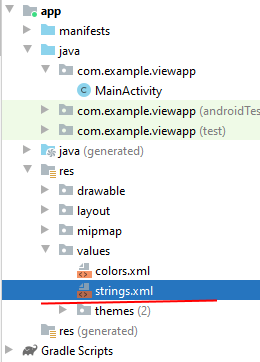 app
manifests
java
com.example.viewapp
MainActivity
com.example.viewapp (androidTes
com.example.viewapp (test)
java (generated)
res
drawable
layout
mipmap
values
colors.xml
strings.xml
themes (2)
res (generated)
Gradle Scripts